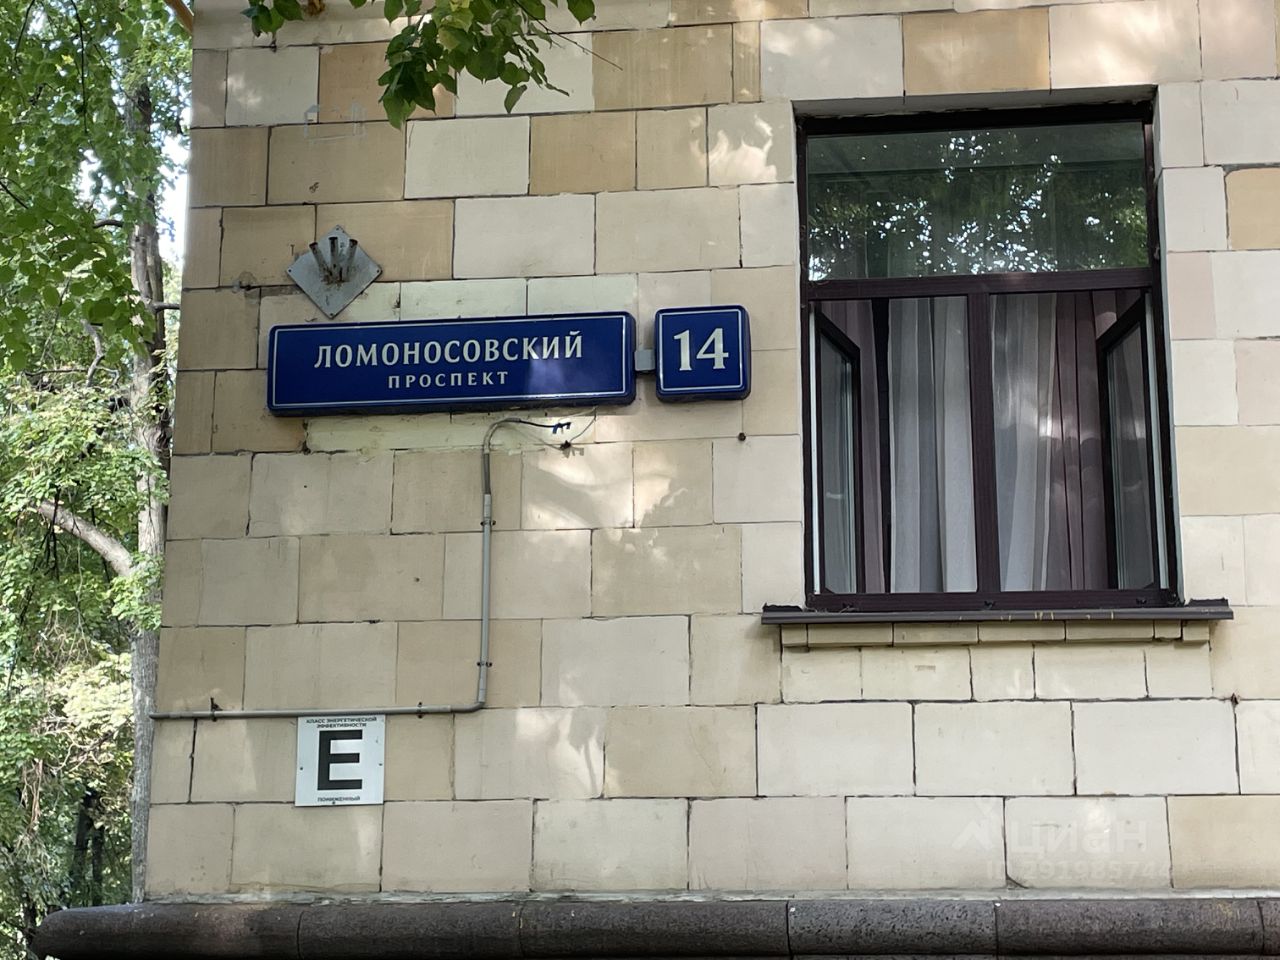 ЛОМОНОСОВСКИЙ
ПРОСПЕКТ
14
КЛАСС ЭНЕРГЕТИЧЕСКОЙ
ЭФФЕКТИВНОСТИ
E
ПОНИЖЕННЫЙ
циан